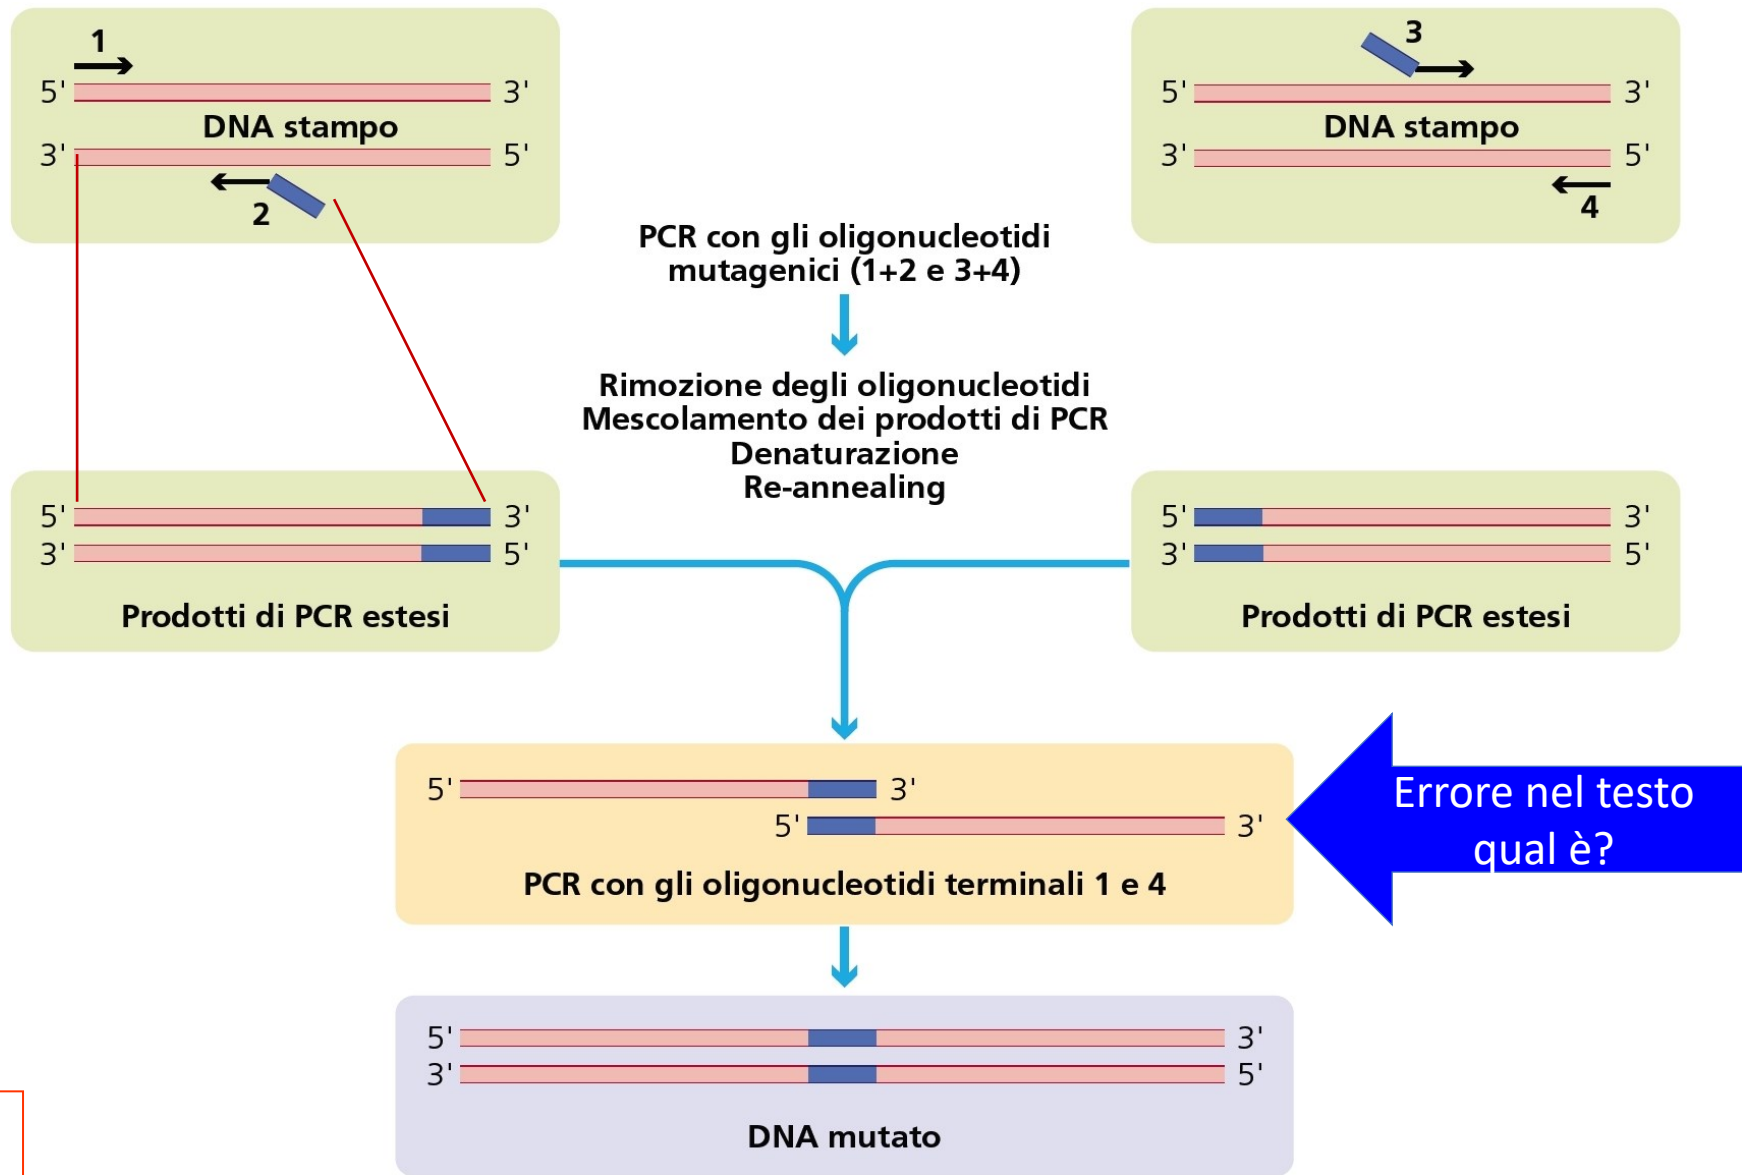 1
5' 3'
DNA stampo
3' 5'
2
3
5' 3'
DNA stampo
3' 5'
4
PCR con gli oligonucleotidi
mutagenici (1+2 e 3+4)
Rimozione degli oligonucleotidi
Mescolamento dei prodotti di PCR
Denaturazione
Re-annealing
5' 3'
3' 5'
Prodotti di PCR estesi
5' 3'
3' 5'
Prodotti di PCR estesi
5' 3'
5' 3'
PCR con gli oligonucleotidi terminali 1 e 4
Errore nel testo
qual è?
5' 3'
3' 5'
DNA mutato